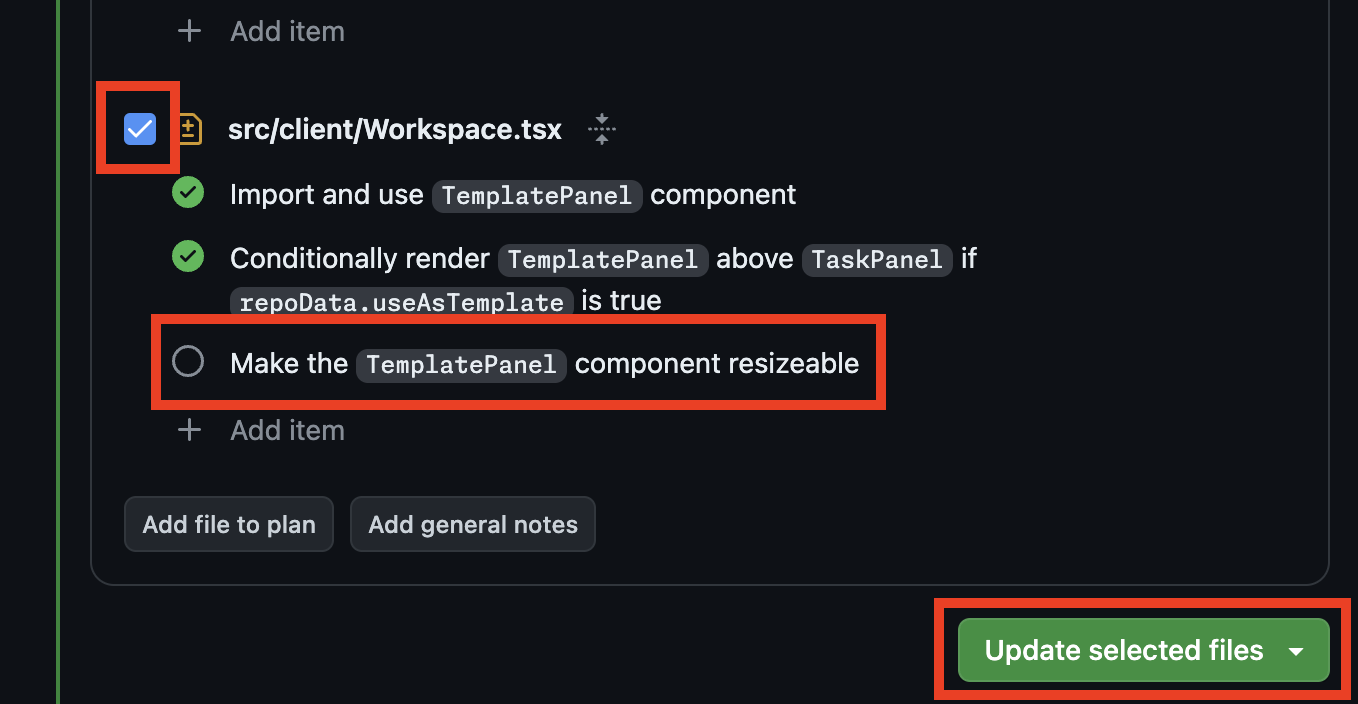 Add item
src/client/Workspace.tsx
Import and use TemplatePanel component
Conditionally render TemplatePanel above TaskPanel if
repoData.useAsTemplate is true
Make the TemplatePanel component resizeable
Add item
Add file to plan Add general notes
Update selected files